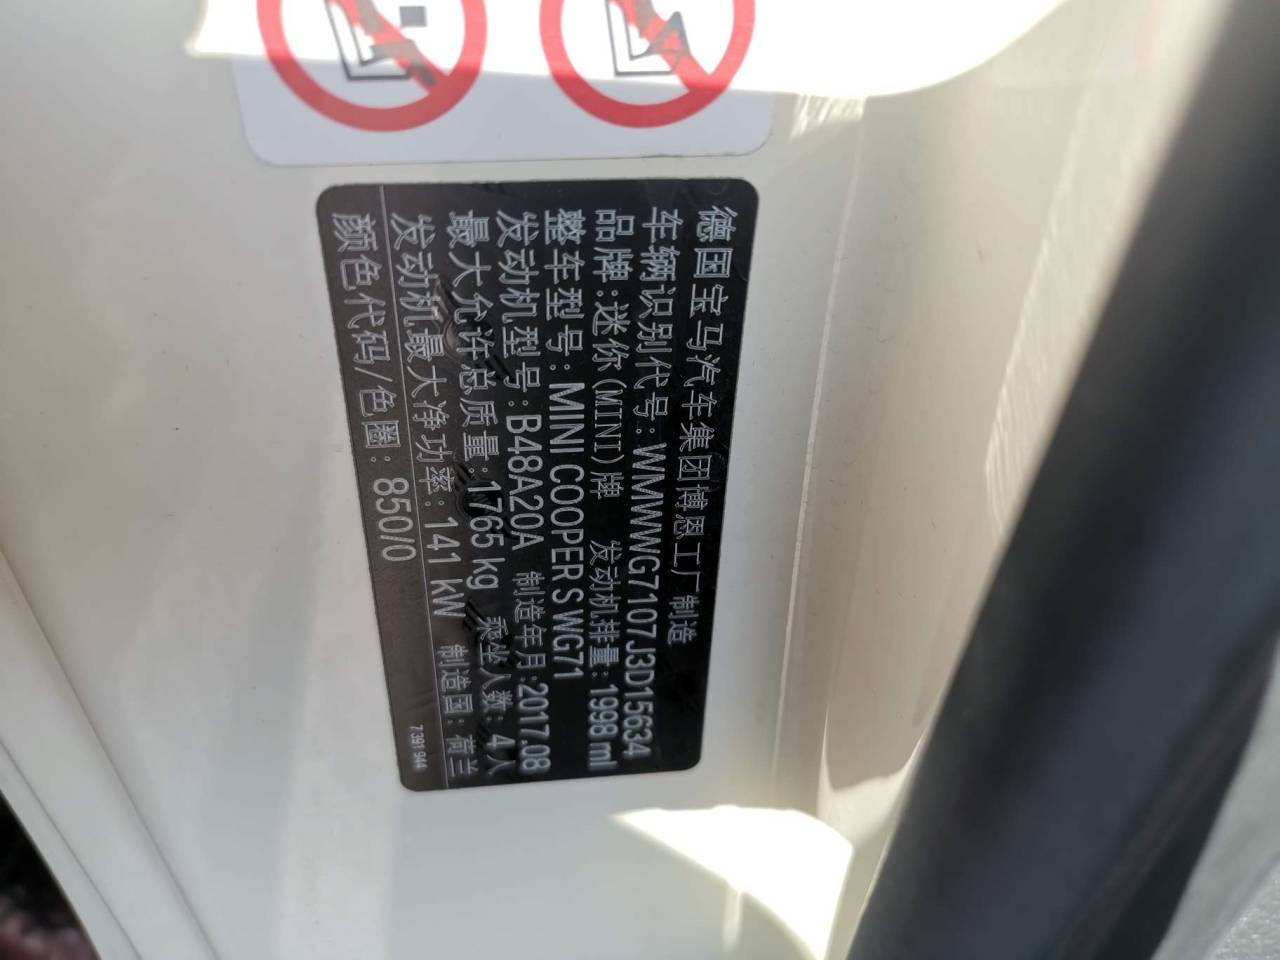 德国宝马汽车集团博恩工厂制造
车辆识别代号:WMWWG7107J3D15634
品牌:迷你(MINI)牌 发动机排量:1998 ml
整车型号:MINI COOPER S WG71
发动机型号:B48A20A 制造年月:2017.08
最大允许总质量:1765 kg 乘坐人数:4人
发动机最大净功率:141 kW 制造国:荷兰
颜色代码/色圈:850/0 7 391 944